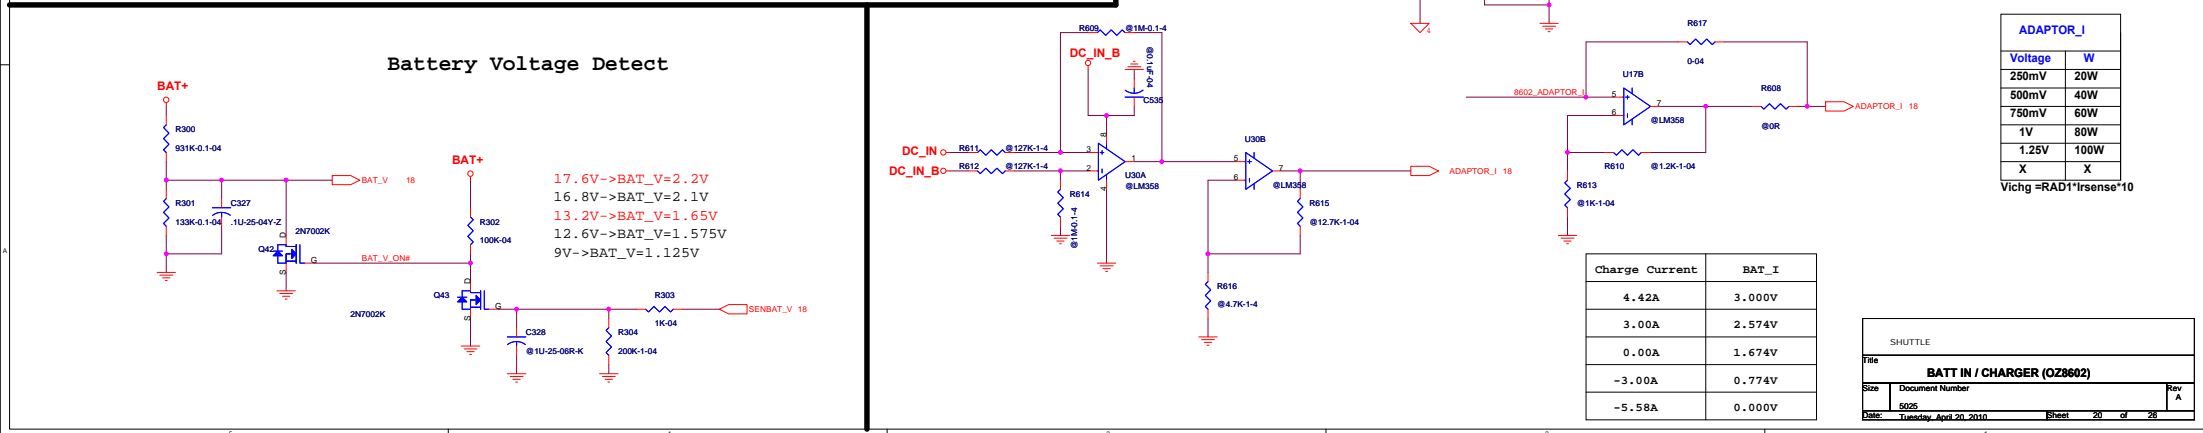 Battery Voltage Detect
BAT+
R300
931K-0.1-04
BAT_V 18
R301
133K-0.1-04
C327
.1U-25-04Y-Z
2N7002K
Q42
D
G
S
BAT_V_ON#
2N7002K
BAT+
R302
100K-04
Q43
D
G
S
C328
@1U-25-06R-K
R304
200K-1-04
R303
1K-04
SENBAT_V 18
17.6V->BAT_V=2.2V
16.8V->BAT_V=2.1V
13.2V->BAT_V=1.65V
12.6V->BAT_V=1.575V
9V->BAT_V=1.125V
R609 @1M-0.1-4
DC_IN_B
@0.1uF-04
C535
DC_IN
R611 @127K-1-4
DC_IN_B
R612 @127K-1-4
8
3
2
1
4
U30A
@LM358
R614
@1M-0.1-4
U30B
5
6
7
@LM358
R615
@12.7K-1-04
R616
@4.7K-1-4
ADAPTOR_I 18
4
R617
0-04
U17B
8602_ADAPTOR_I
5
6
7
@LM358
R608
@0R
ADAPTOR_I 18
R610 @1.2K-1-04
R613
@1K-1-04
ADAPTOR_I
Voltage W
250mV 20W
500mV 40W
750mV 60W
1V 80W
1.25V 100W
X X
Vichg =RAD1*Irsense*10
Charge Current BAT_I
4.42A 3.000V
3.00A 2.574V
0.00A 1.674V
-3.00A 0.774V
-5.58A 0.000V
SHUTTLE
Title
BATT IN / CHARGER (OZ8602)
Size Document Number Rev
5025 A
Date: Tuesday, April 20, 2010 Sheet 20 of 26
A